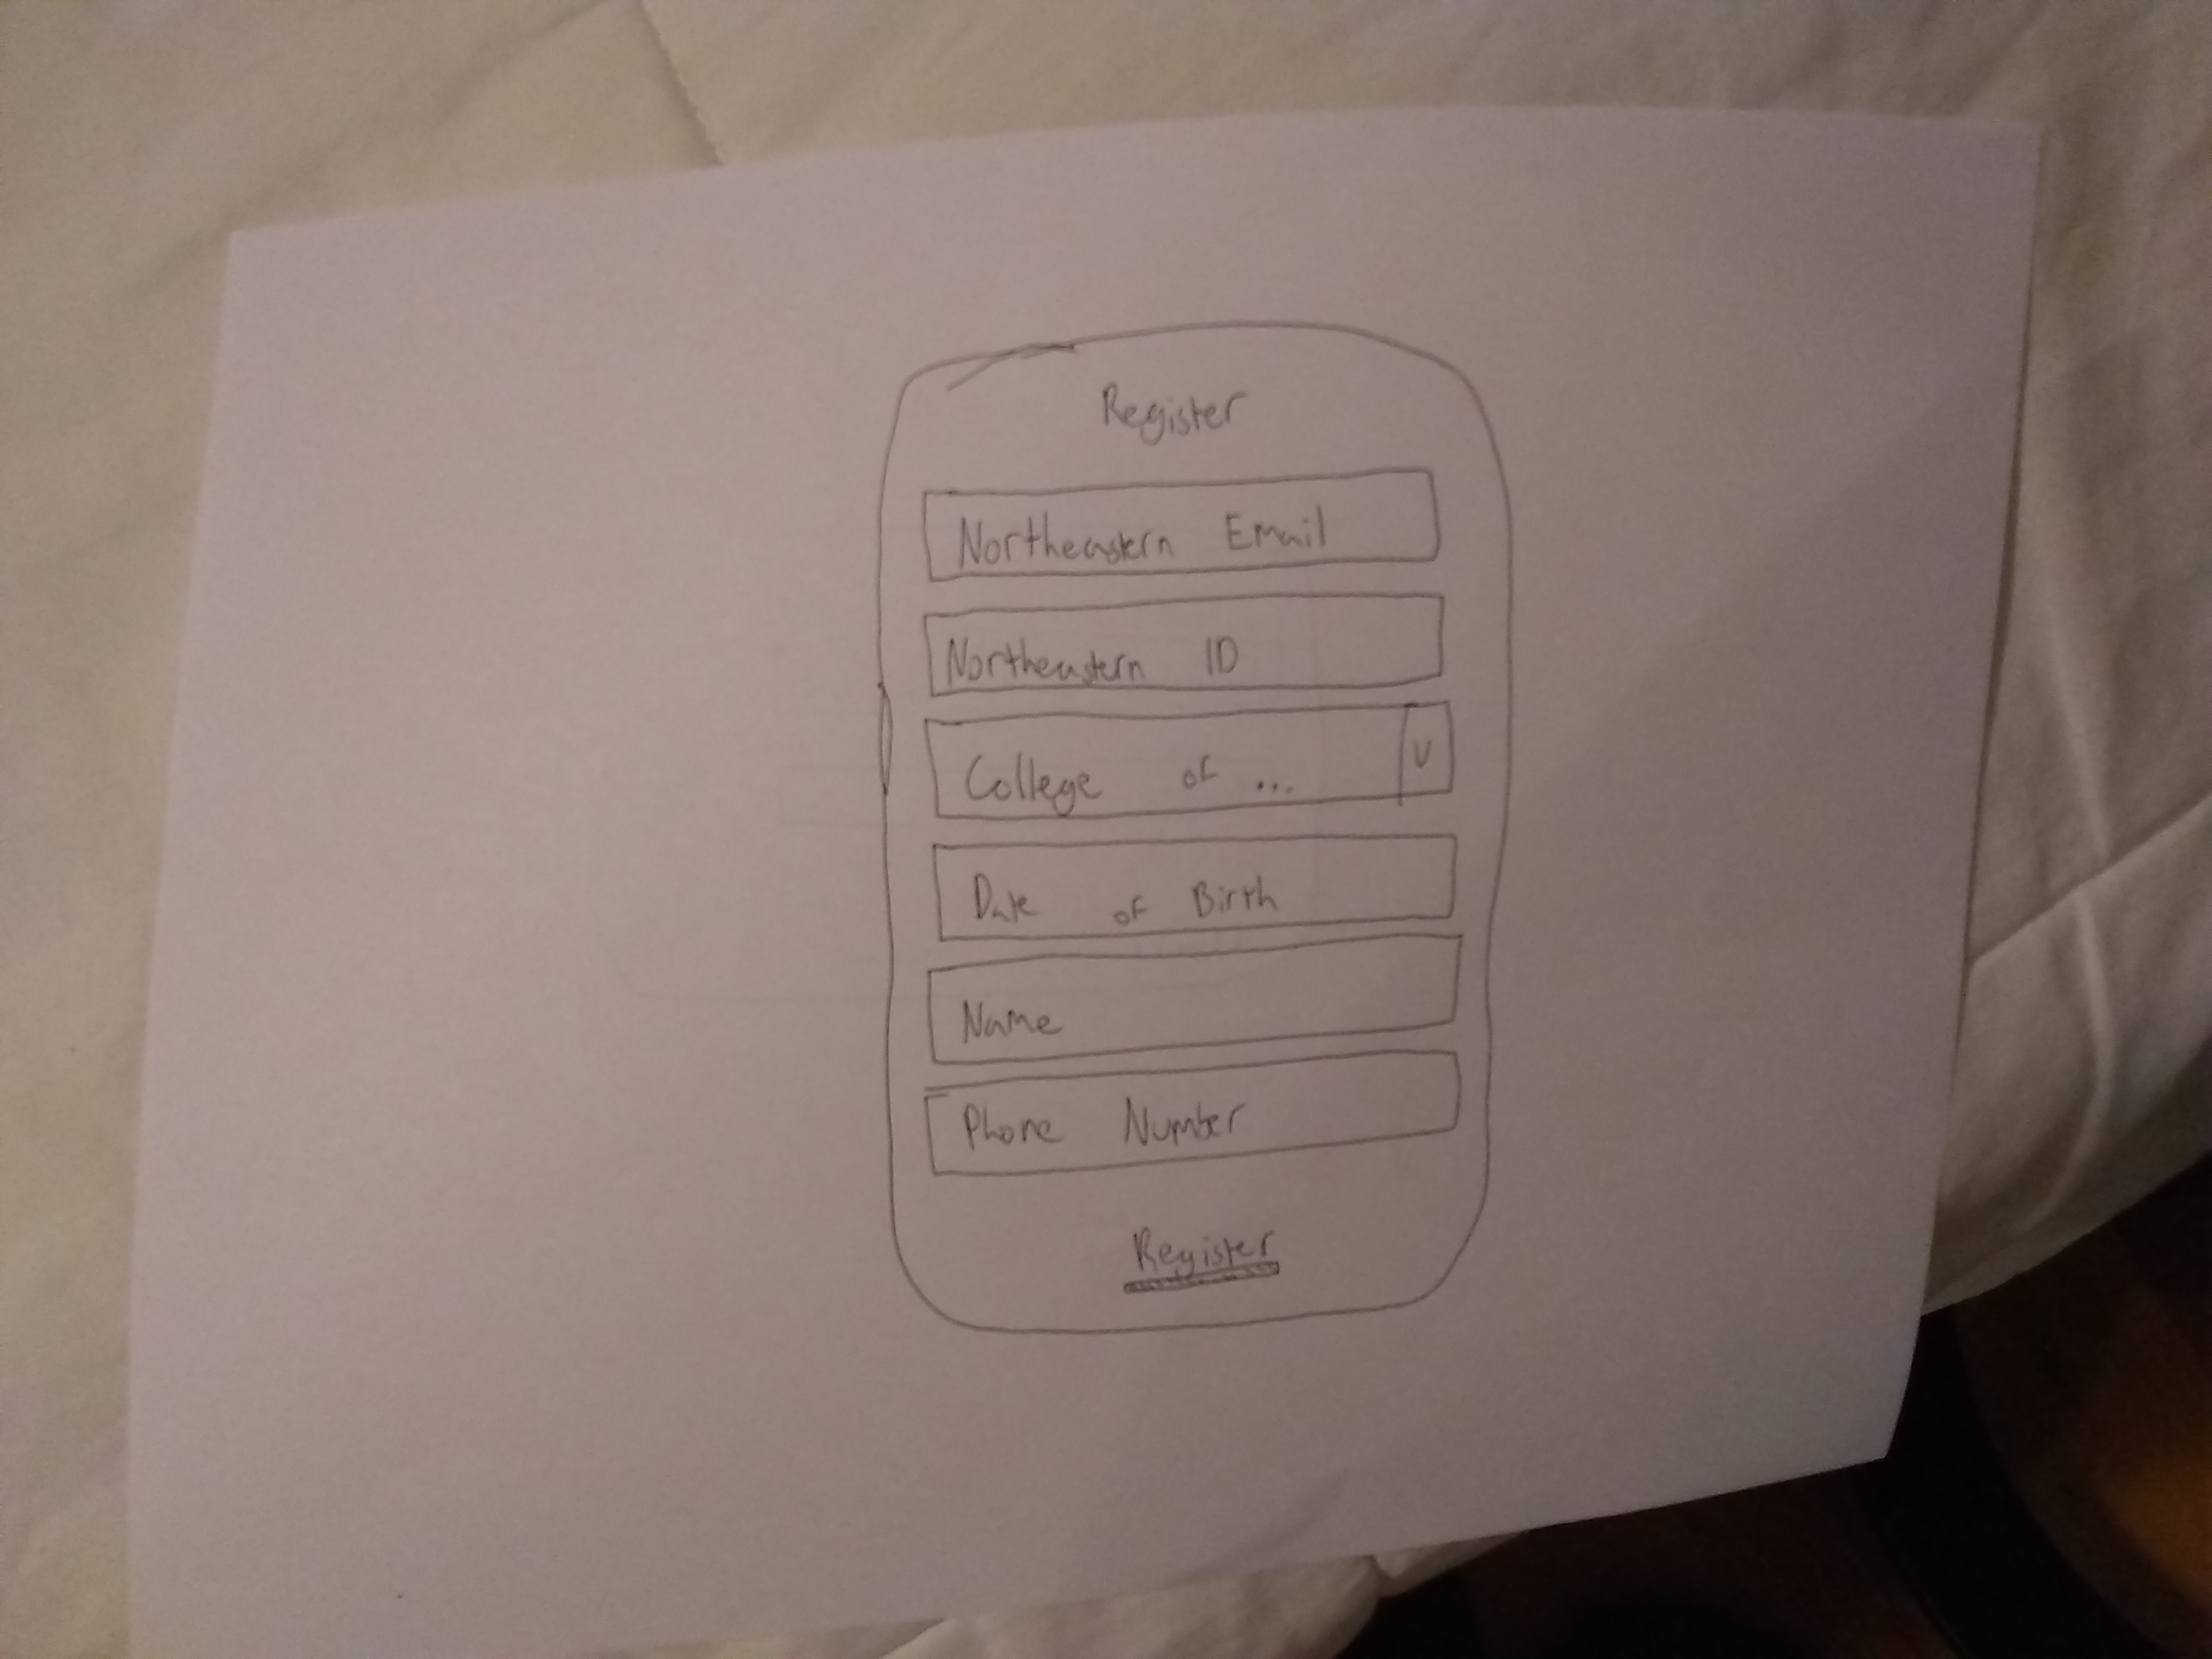 Register
Northeastern Email
Northeastern ID
College of ... V
Date of Birth
Name
Phone Number
Register